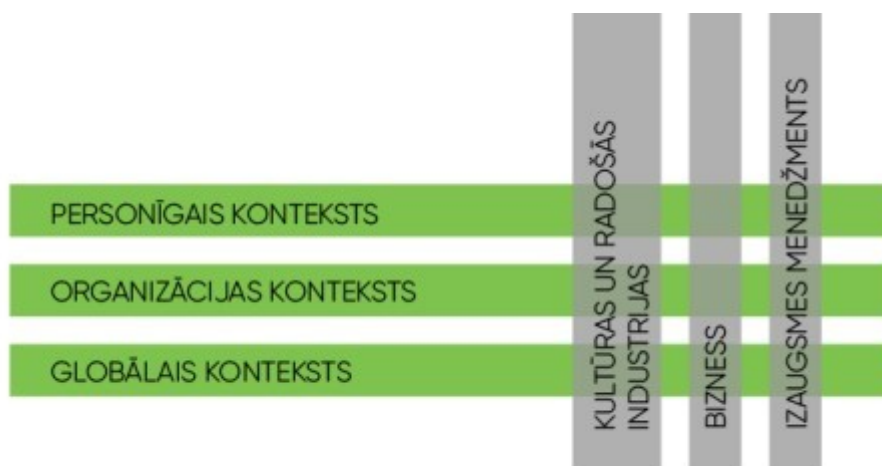 PERSONĪGAIS KONTEKSTS
ORGANIZĀCIJAS KONTEKSTS
GLOBĀLAIS KONTEKSTS
KULTŪRAS UN RADOŠĀS
INDUSTRIJAS
BIZNESS
IZAUGSMES MENEDŽMENTS